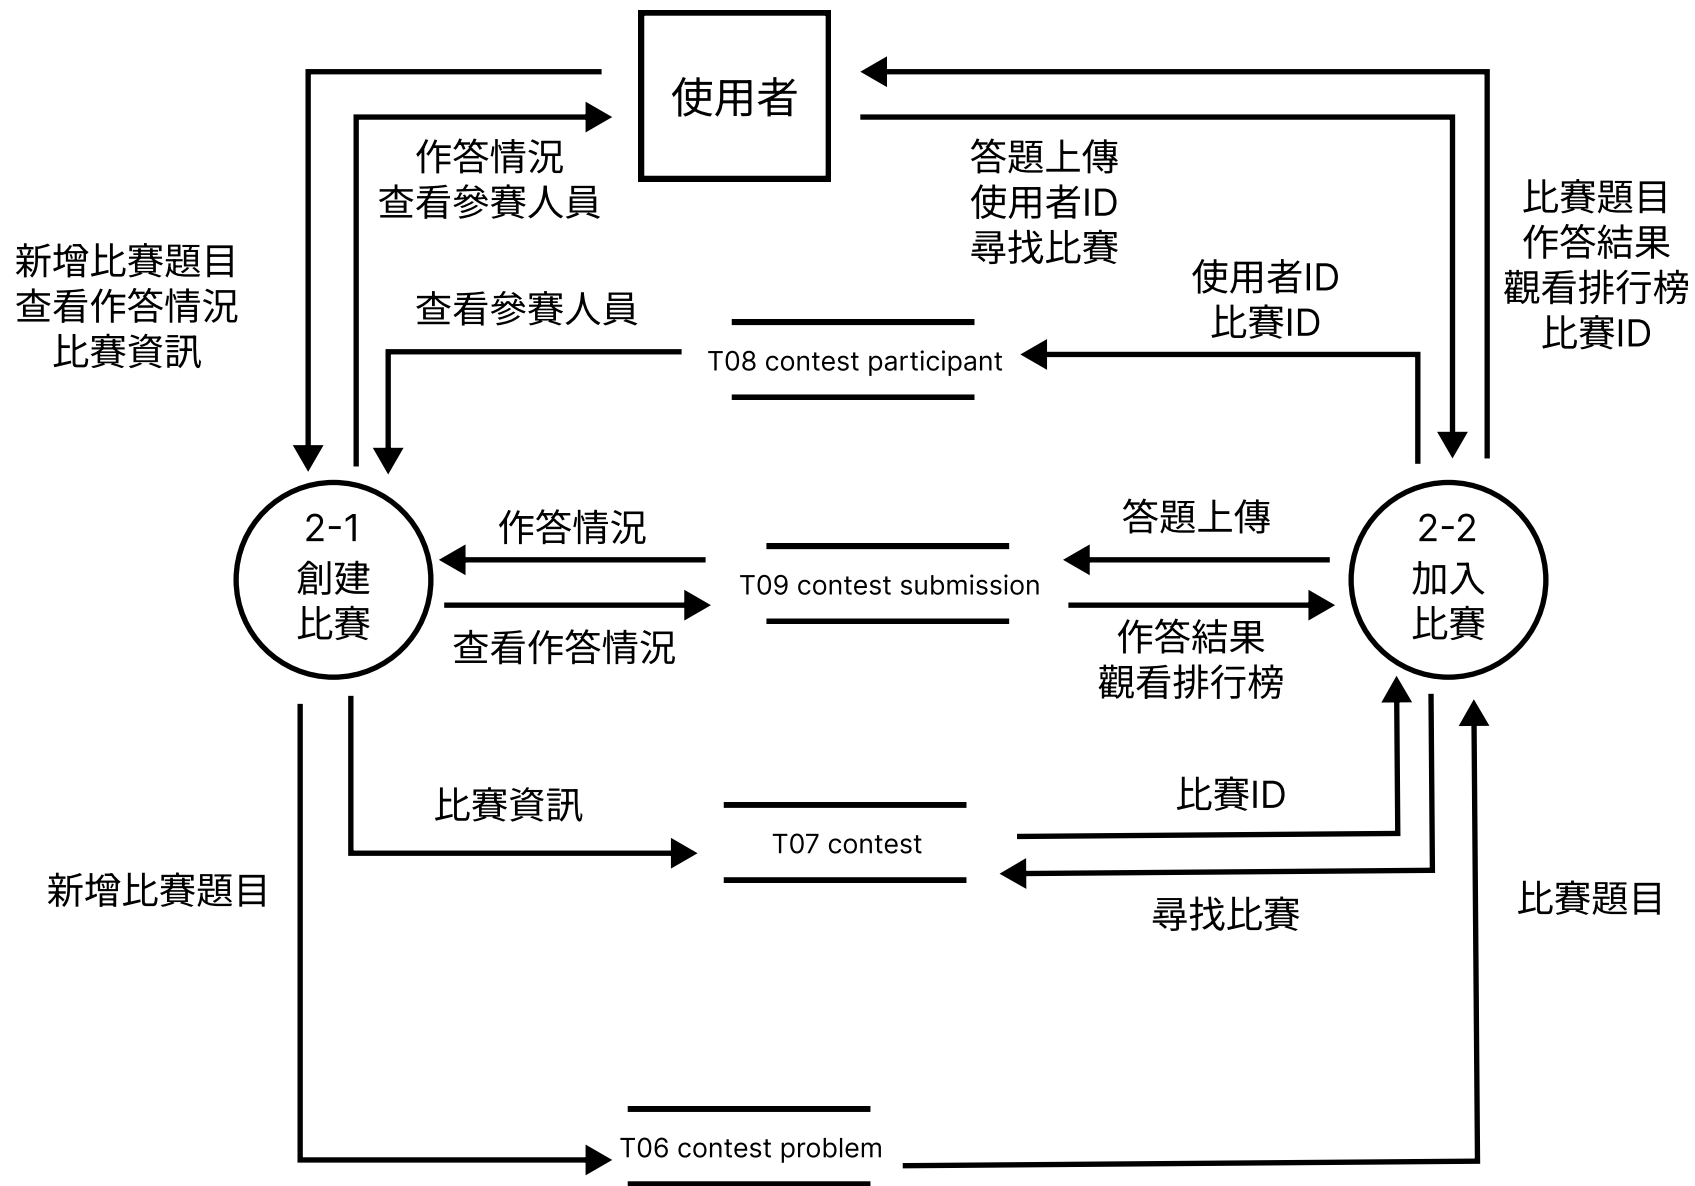 使用者
作答情況
查看參賽人員
答題上傳
使用者ID
尋找比賽
比賽題目
作答結果
觀看排行榜
比賽ID
新增比賽題目
查看作答情況
比賽資訊
查看參賽人員
使用者ID
比賽ID
T08 contest participant
2-1
創建
比賽
作答情況
查看作答情況
T09 contest submission
答題上傳
作答結果
觀看排行榜
2-2
加入
比賽
比賽資訊
T07 contest
比賽ID
尋找比賽
新增比賽題目
比賽題目
T06 contest problem